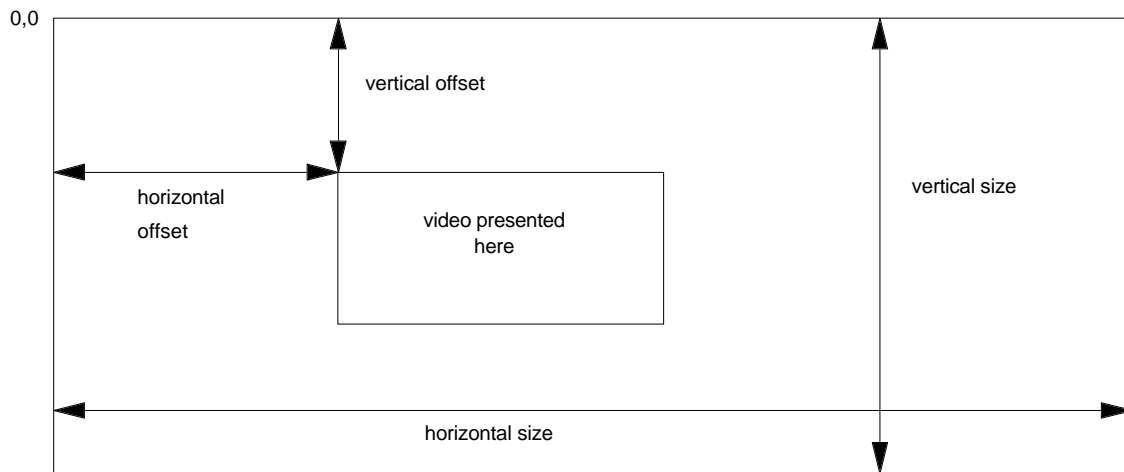 0,0
vertical offset
horizontal
offset
vertical size
video presented
here
horizontal size